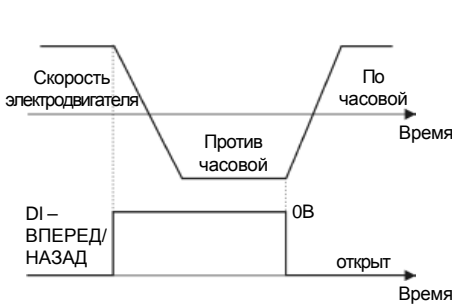 Скорость
электродвигателя
По
часовой
Время
Против
часовой
DI –
ВПЕРЕД/
НАЗАД
0В
открыт
Время